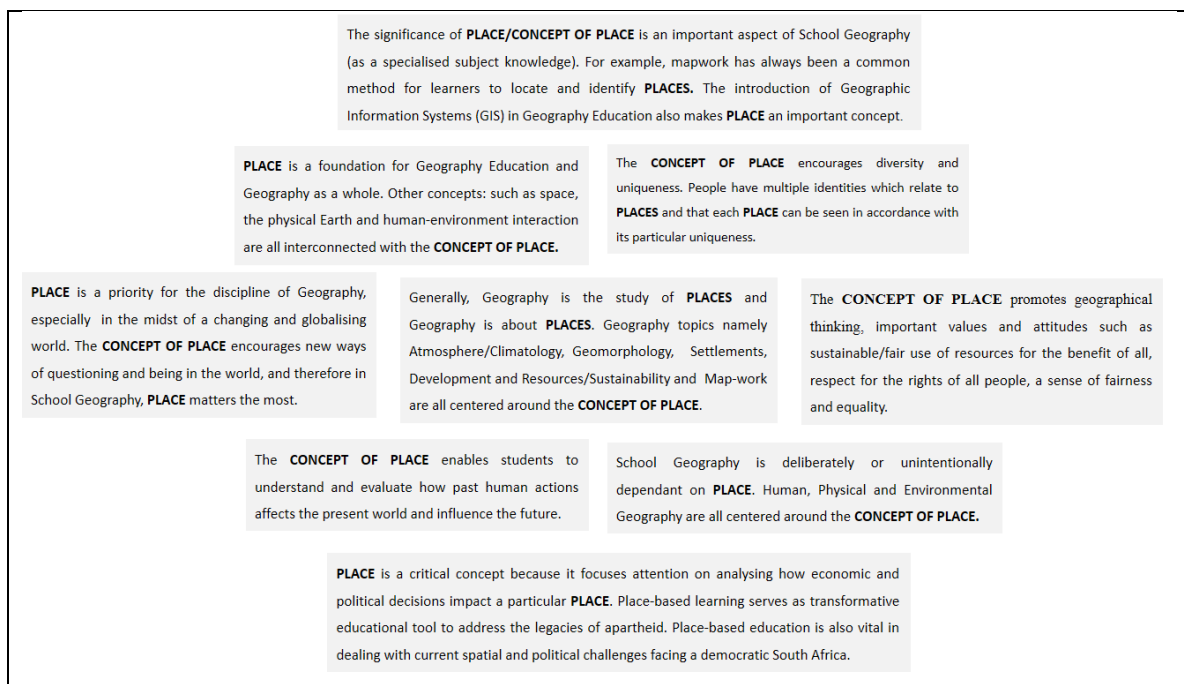 The significance of PLACE/CONCEPT OF PLACE is an important aspect of School Geography
(as a specialised subject knowledge). For example, mapwork has always been a common
method for learners to locate and identify PLACES. The introduction of Geographic
Information Systems (GIS) in Geography Education also makes PLACE an important concept.
PLACE is a foundation for Geography Education and
Geography as a whole. Other concepts: such as space,
the physical Earth and human-environment interaction
are all interconnected with the CONCEPT OF PLACE.
The CONCEPT OF PLACE encourages diversity and
uniqueness. People have multiple identities which relate to
PLACES and that each PLACE can be seen in accordance with
its particular uniqueness.
PLACE is a priority for the discipline of Geography,
especially in the midst of a changing and globalising
world. The CONCEPT OF PLACE encourages new ways
of questioning and being in the world, and therefore in
School Geography, PLACE matters the most.
Generally, Geography is the study of PLACES and
Geography is about PLACES. Geography topics namely
Atmosphere/Climatology, Geomorphology, Settlements,
Development and Resources/Sustainability and Map-work
are all centered around the CONCEPT OF PLACE.
The CONCEPT OF PLACE promotes geographical
thinking, important values and attitudes such as
sustainable/fair use of resources for the benefit of all,
respect for the rights of all people, a sense of fairness
and equality.
The CONCEPT OF PLACE enables students to
understand and evaluate how past human actions
affects the present world and influence the future.
School Geography is deliberately or unintentionally
dependant on PLACE. Human, Physical and Environmental
Geography are all centered around the CONCEPT OF PLACE.
PLACE is a critical concept because it focuses attention on analysing how economic and
political decisions impact a particular PLACE. Place-based learning serves as transformative
educational tool to address the legacies of apartheid. Place-based education is also vital in
dealing with current spatial and political challenges facing a democratic South Africa.